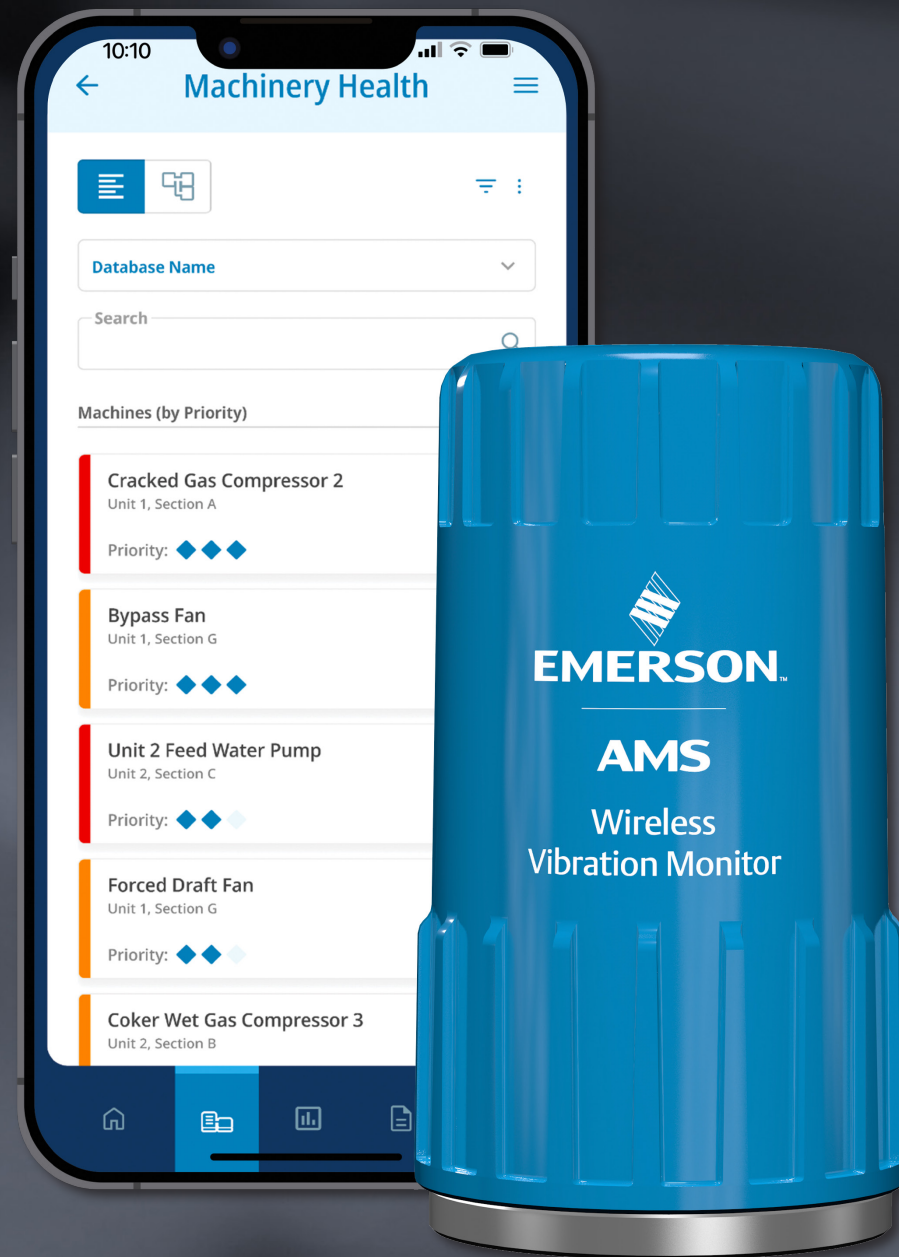 10:10
Machinery Health
Database Name
Search
Machines (by Priority)
Cracked Gas Compressor 2
Unit 1, Section A
Priority:
Bypass Fan
Unit 1, Section G
Priority:
Unit 2 Feed Water Pump
Unit 2, Section C
Priority:
Forced Draft Fan
Unit 1, Section G
Priority:
Coker Wet Gas Compressor 3
Unit 2, Section B
EMERSON™
AMS
Wireless
Vibration Monitor